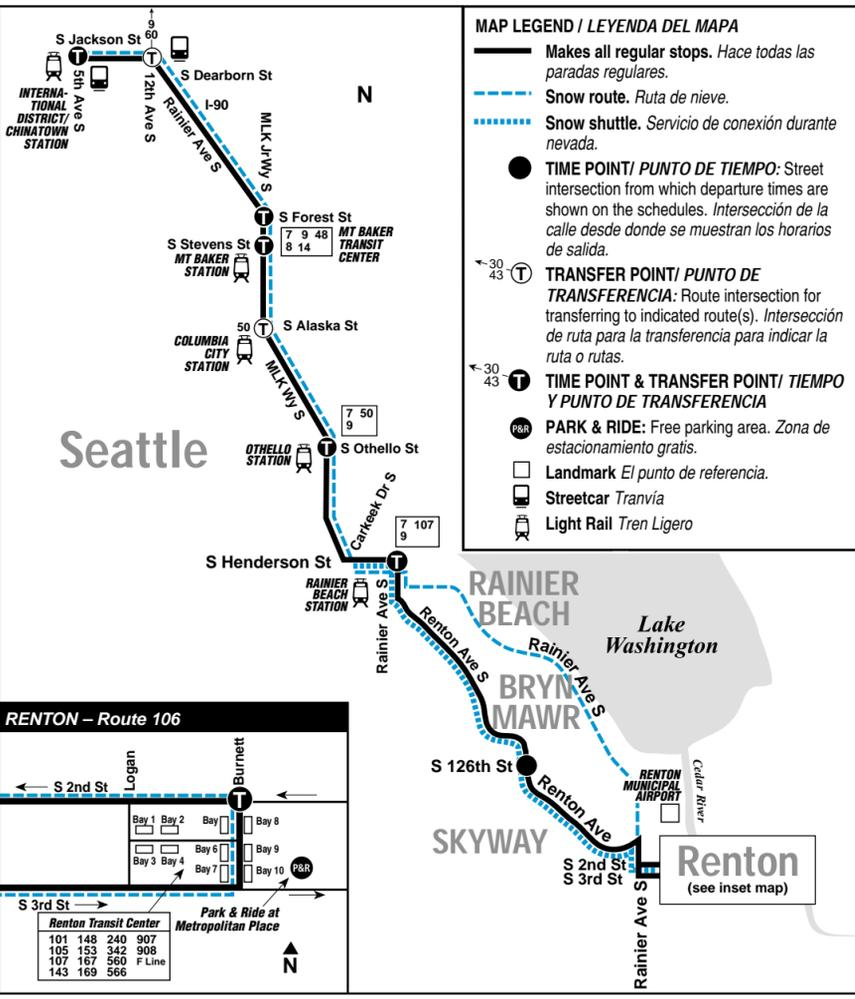 9
60
S Jackson St
T
T
S Dearborn St
INTERNA-
TIONAL
DISTRICT/
CHINATOWN
STATION
5th Ave S
12th Ave S
Rainier Ave S
I-90
MLK JrWy S
N
T
S Forest St
S Stevens St
T
7 9 48
8 14
MT BAKER
TRANSIT
CENTER
MT BAKER
STATION
50
T
S Alaska St
COLUMBIA
CITY
STATION
MLK Wy S
7 50
9
Seattle
OTHELLO
STATION
T
S Othello St
Carkeek Dr S
7 107
9
S Henderson St
T
RAINIER
BEACH
STATION
Rainier Ave S
RAINIER
BEACH
Lake
Washington
Renton Ave S
Rainier Ave S
BRYN
MAWR
S 126th St
Renton Ave
RENTON
MUNICIPAL
AIRPORT
Cedar River
SKYWAY
S 2nd St
S 3rd St
Renton
(see inset map)
Rainier Ave S
MAP LEGEND / LEYENDA DEL MAPA
Makes all regular stops. Hace todas las
paradas regulares.
Snow route. Ruta de nieve.
Snow shuttle. Servicio de conexión durante
nevada.
TIME POINT/ PUNTO DE TIEMPO: Street
intersection from which departure times are
shown on the schedules. Intersección de la
calle desde donde se muestran los horarios
de salida.
30
43
T
TRANSFER POINT/ PUNTO DE
TRANSFERENCIA: Route intersection for
transferring to indicated route(s). Intersección
de ruta para la transferencia para indicar la
ruta o rutas.
30
43
T
TIME POINT & TRANSFER POINT/ TIEMPO
Y PUNTO DE TRANSFERENCIA
P&R
PARK & RIDE: Free parking area. Zona de
estacionamiento gratis.
Landmark El punto de referencia.
Streetcar Tranvía
Light Rail Tren Ligero
RENTON – Route 106
Logan
Burnett
S 2nd St
T
Bay 1 Bay 2
Bay
Bay 8
Bay 3 Bay 4
Bay 6
Bay 9
Bay 7
Bay 10
P&R
S 3rd St
Renton Transit Center
101 148 240 907
105 153 342 908
107 167 560 F Line
143 169 566
Park & Ride at
Metropolitan Place
N